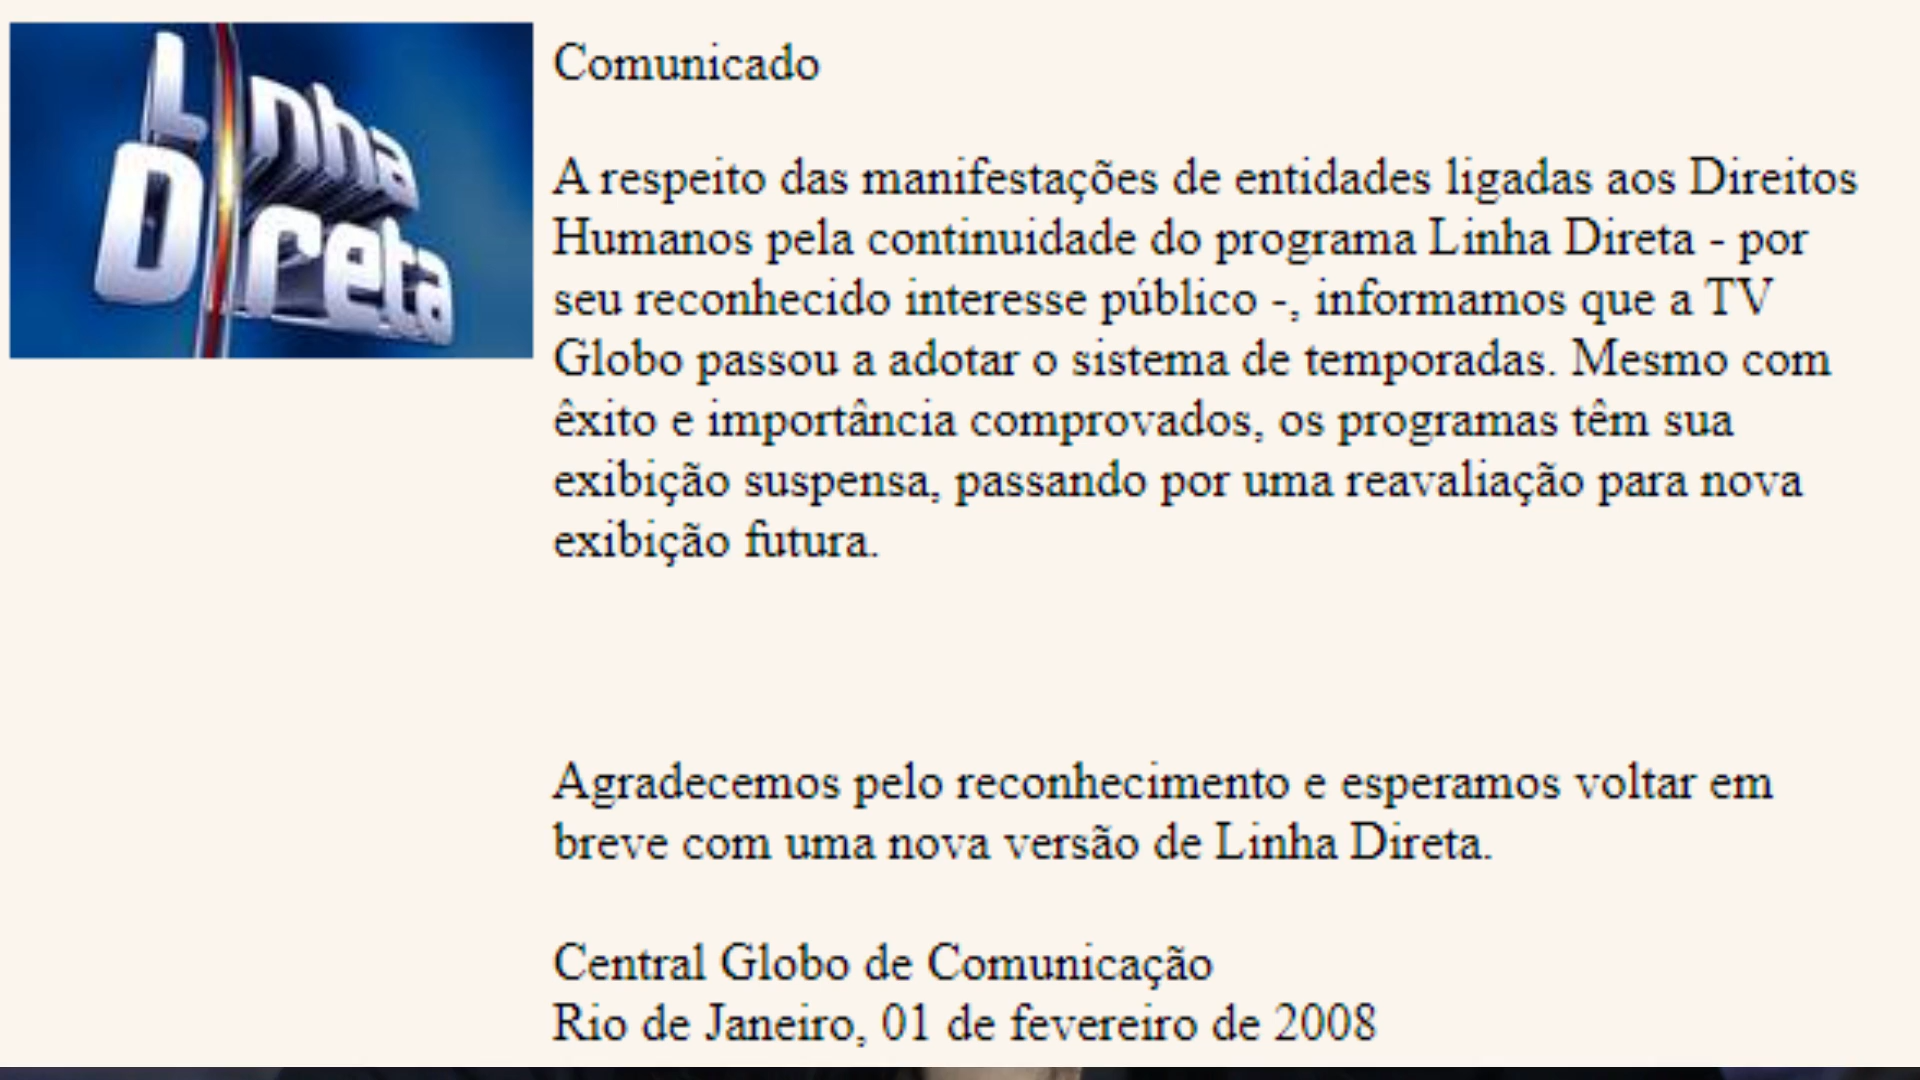 Linha
Direta
Comunicado
A respeito das manifestações de entidades ligadas aos Direitos
Humanos pela continuidade do programa Linha Direta - por
seu reconhecido interesse público -, informamos que a TV
Globo passou a adotar o sistema de temporadas. Mesmo com
êxito e importância comprovados, os programas têm sua
exibição suspensa, passando por uma reavaliação para nova
exibição futura.
Agradecemos pelo reconhecimento e esperamos voltar em
breve com uma nova versão de Linha Direta.
Central Globo de Comunicação
Rio de Janeiro, 01 de fevereiro de 2008